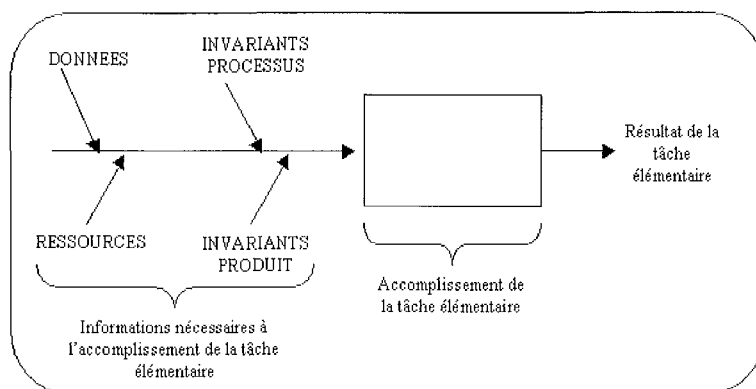 DONNEES
INVARIANTS
PROCESSUS
Résultat de la
tâche
élémentaire
RESSOURCES
INVARIANTS
PRODUIT
Accomplissement de
la tâche élémentaire
Informations nécessaires à
l'accomplissement de la tâche
élémentaire